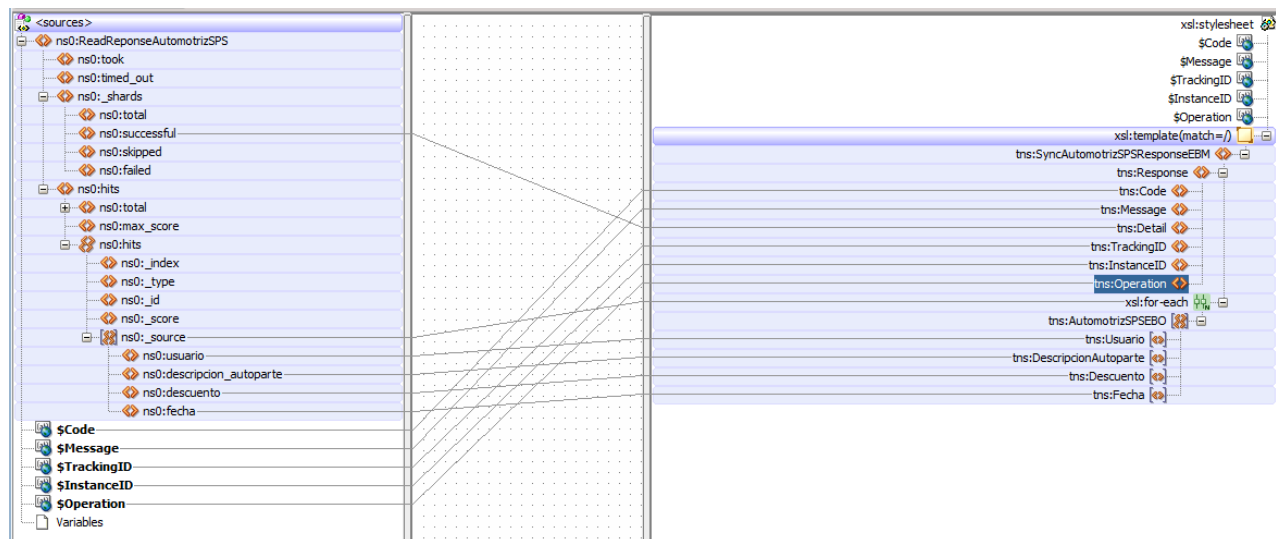 <sources>
ns0:ReadReponseAutomotrizSPS
ns0:took
ns0:timed_out
ns0:_shards
ns0:total
ns0:successful
ns0:skipped
ns0:failed
ns0:hits
ns0:total
ns0:max_score
ns0:hits
ns0:_index
ns0:_type
ns0:_id
ns0:_score
ns0:_source
ns0:usuario
ns0:descripcion_autoparte
ns0:descuento
ns0:fecha
$Code
$Message
$TrackingID
$InstanceID
$Operation
Variables
xsl:stylesheet
$Code
$Message
$TrackingID
$InstanceID
$Operation
xsl:template(match=/)
tns:SyncAutomotrizSPSResponseEBM
tns:Response
tns:Code
tns:Message
tns:Detail
tns:TrackingID
tns:InstanceID
tns:Operation
xsl:for-each
tns:AutomotrizSPSEBO
tns:Usuario
tns:DescripcionAutoparte
tns:Descuento
tns:Fecha